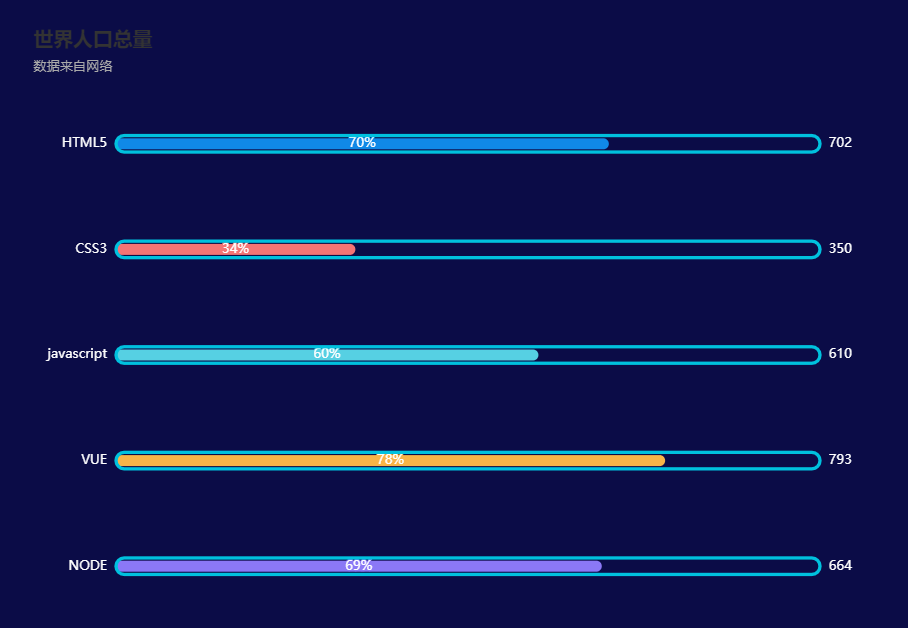 世界人口总量
数据来自网络
HTML5 70% 702
CSS3 34% 350
javascript 60% 610
VUE 78% 793
NODE 69% 664